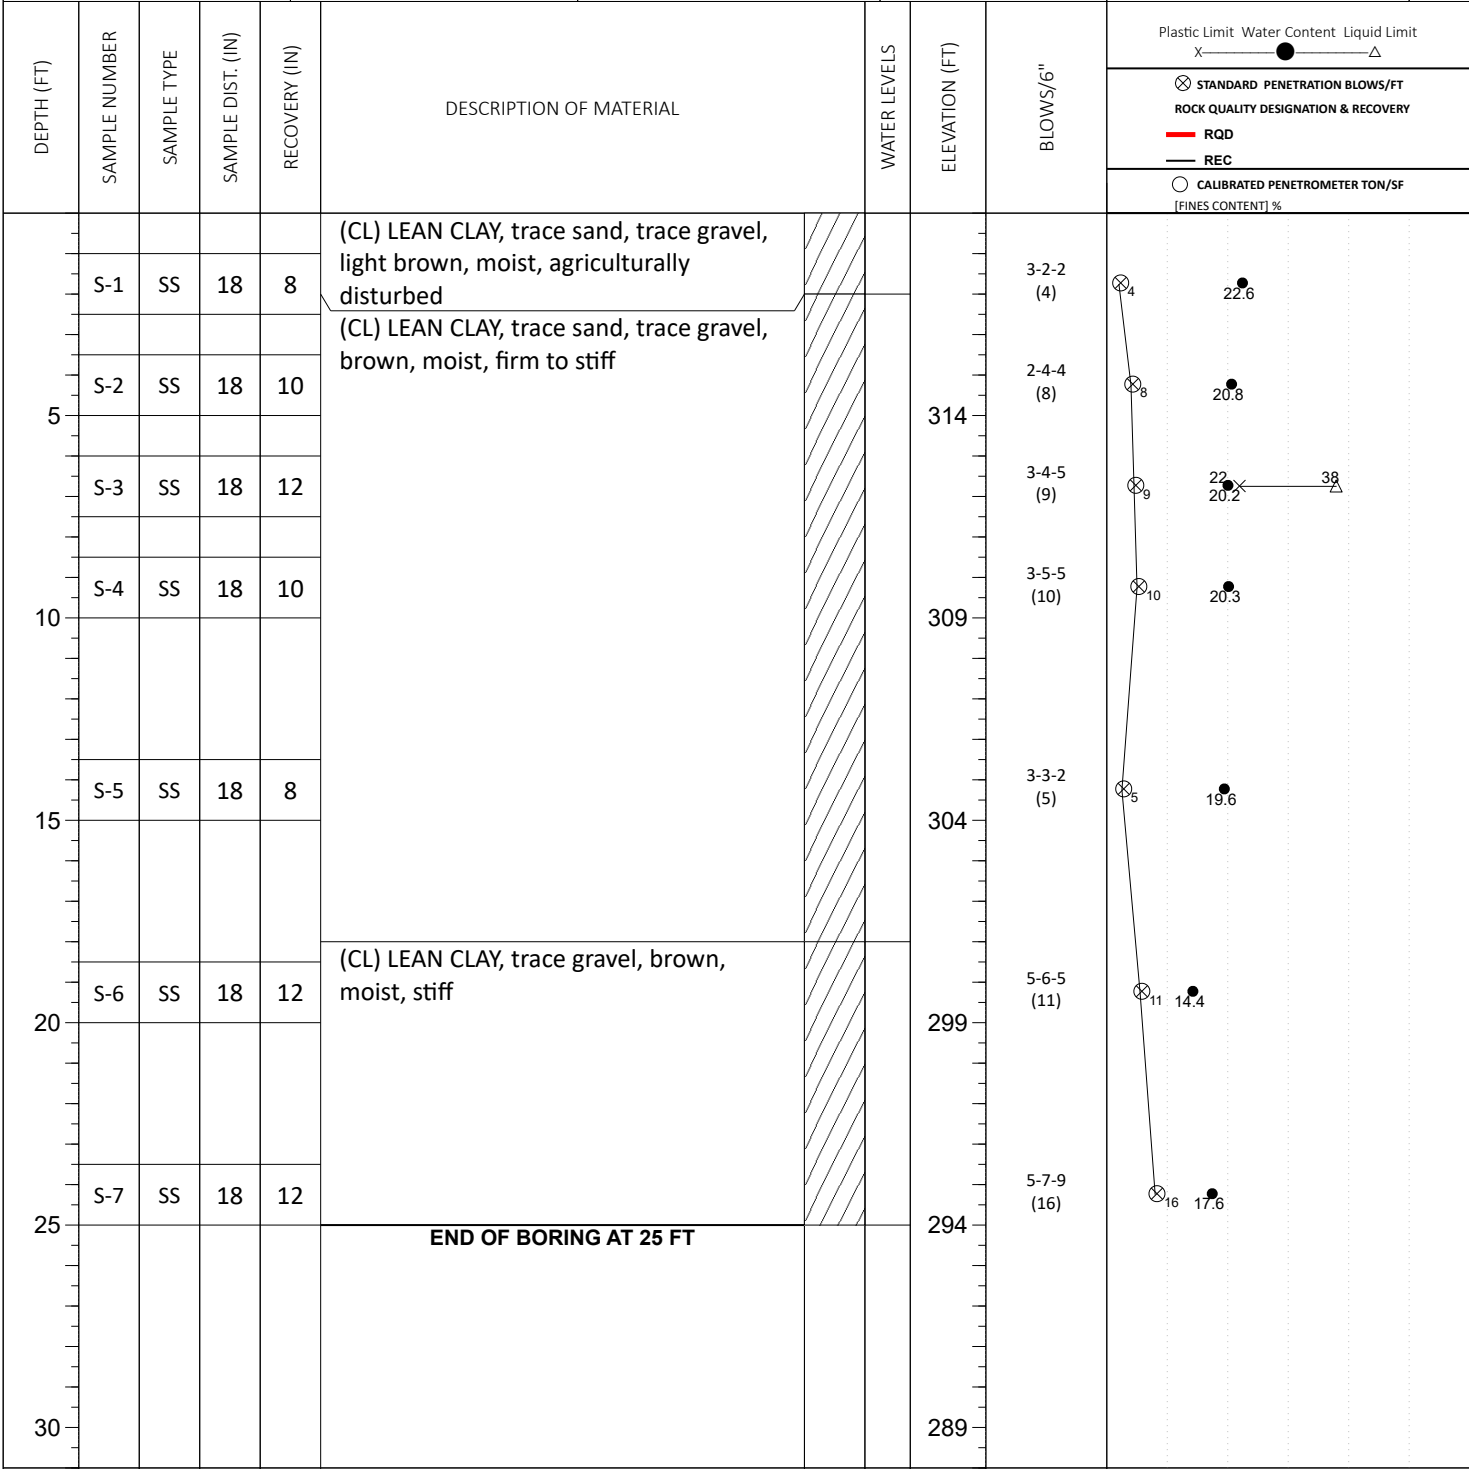 DEPTH (FT)
SAMPLE NUMBER
SAMPLE TYPE
SAMPLE DIST. (IN)
RECOVERY (IN)
DESCRIPTION OF MATERIAL
WATER LEVELS
ELEVATION (FT)
BLOWS/6"
Plastic Limit Water Content Liquid Limit
X
STANDARD PENETRATION BLOWS/FT
ROCK QUALITY DESIGNATION & RECOVERY
RQD
REC
CALIBRATED PENETROMETER TON/SF
[FINES CONTENT] %
(CL) LEAN CLAY, trace sand, trace gravel,
light brown, moist, agriculturally
disturbed
S-1 SS 18 8
3-2-2
(4)
4
22.6
(CL) LEAN CLAY, trace sand, trace gravel,
brown, moist, firm to stiff
S-2 SS 18 10
2-4-4
(8)
8
20.8
5
314
S-3 SS 18 12
3-4-5
(9)
9
22
20.2
38
S-4 SS 18 10
3-5-5
(10)
10
20.3
10
309
S-5 SS 18 8
3-3-2
(5)
5
19.6
15
304
(CL) LEAN CLAY, trace gravel, brown,
moist, stiff
S-6 SS 18 12
5-6-5
(11)
11
14.4
20
299
S-7 SS 18 12
5-7-9
(16)
16
17.6
25
294
END OF BORING AT 25 FT
30
289